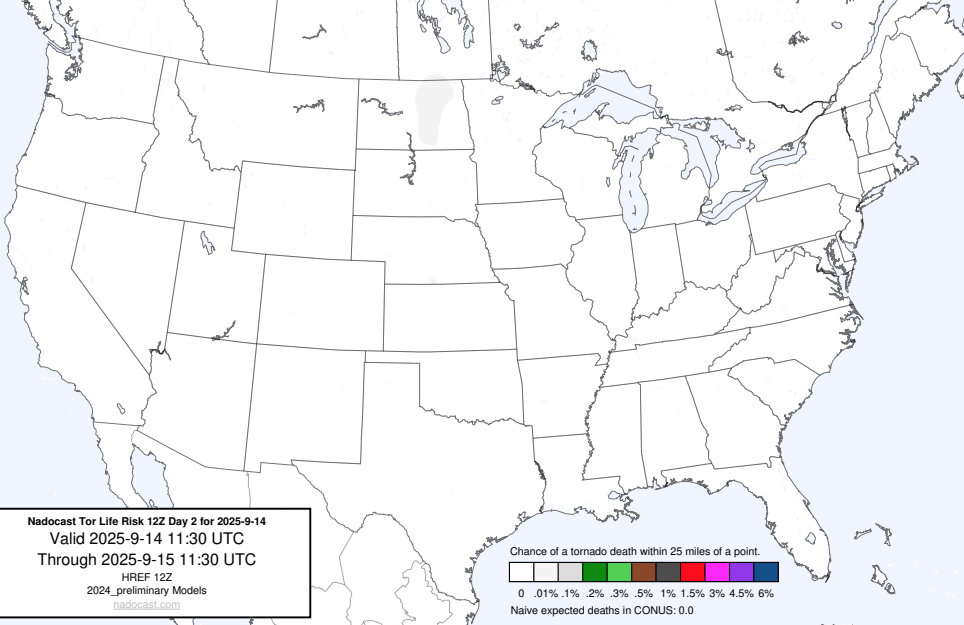 Nadocast Tor Life Risk 12Z Day 2 for 2025-9-14
Valid 2025-9-14 11:30 UTC
Through 2025-9-15 11:30 UTC
HREF 12Z
2024_preliminary Models
nadocast.com
Chance of a tornado death within 25 miles of a point.
0 .01% .1% .2% .3% .5% 1% 1.5% 3% 4.5% 6%
Naive expected deaths in CONUS: 0.0